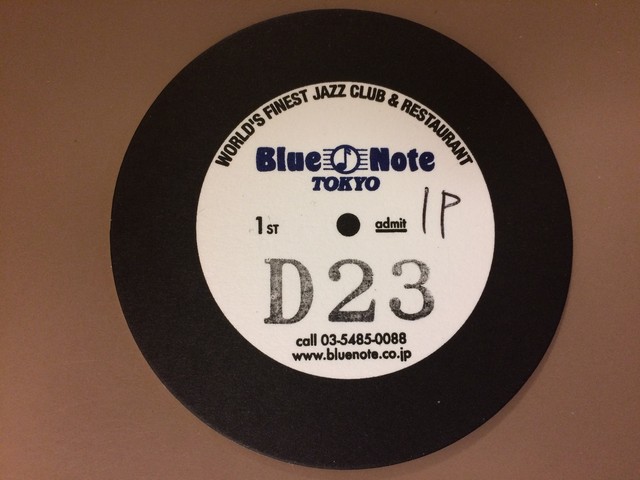 WORLD'S FINEST JAZZ CLUB & RESTAURANT
Blue Note
TOKYO
1ST admit 1P
D23
call 03-5485-0088
www.bluenote.co.jp